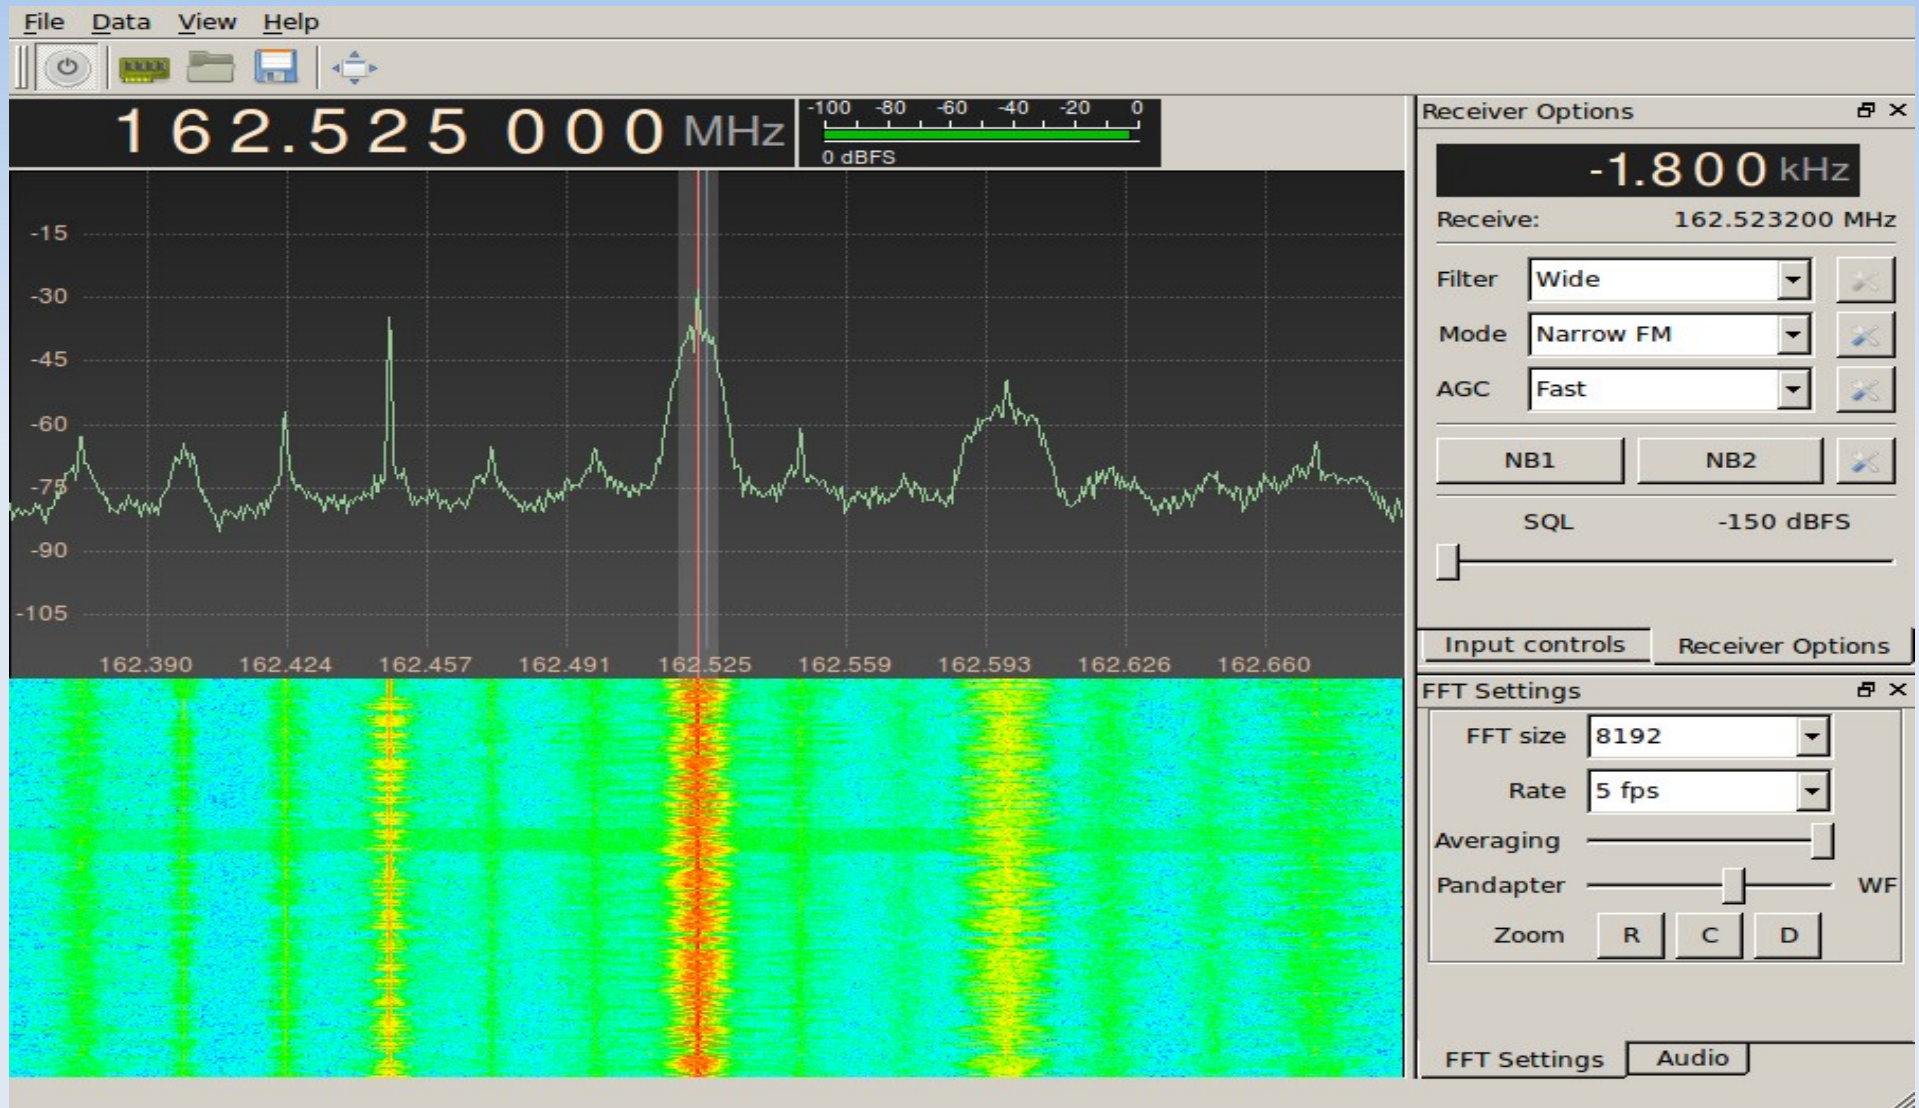 File Data View Help
162.525 000 MHz
-100 -80 -60 -40 -20 0
0 dBFS
-15
-30
-45
-60
-75
-90
-105
162.390 162.424 162.457 162.491 162.525 162.559 162.593 162.626 162.660
Receiver Options
-1.800 kHz
Receive: 162.523200 MHz
Filter Wide
Mode Narrow FM
AGC Fast
NB1 NB2
SQL -150 dBFS
Input controls Receiver Options
FFT Settings
FFT size 8192
Rate 5 fps
Averaging
Pandapter WF
Zoom R C D
FFT Settings Audio